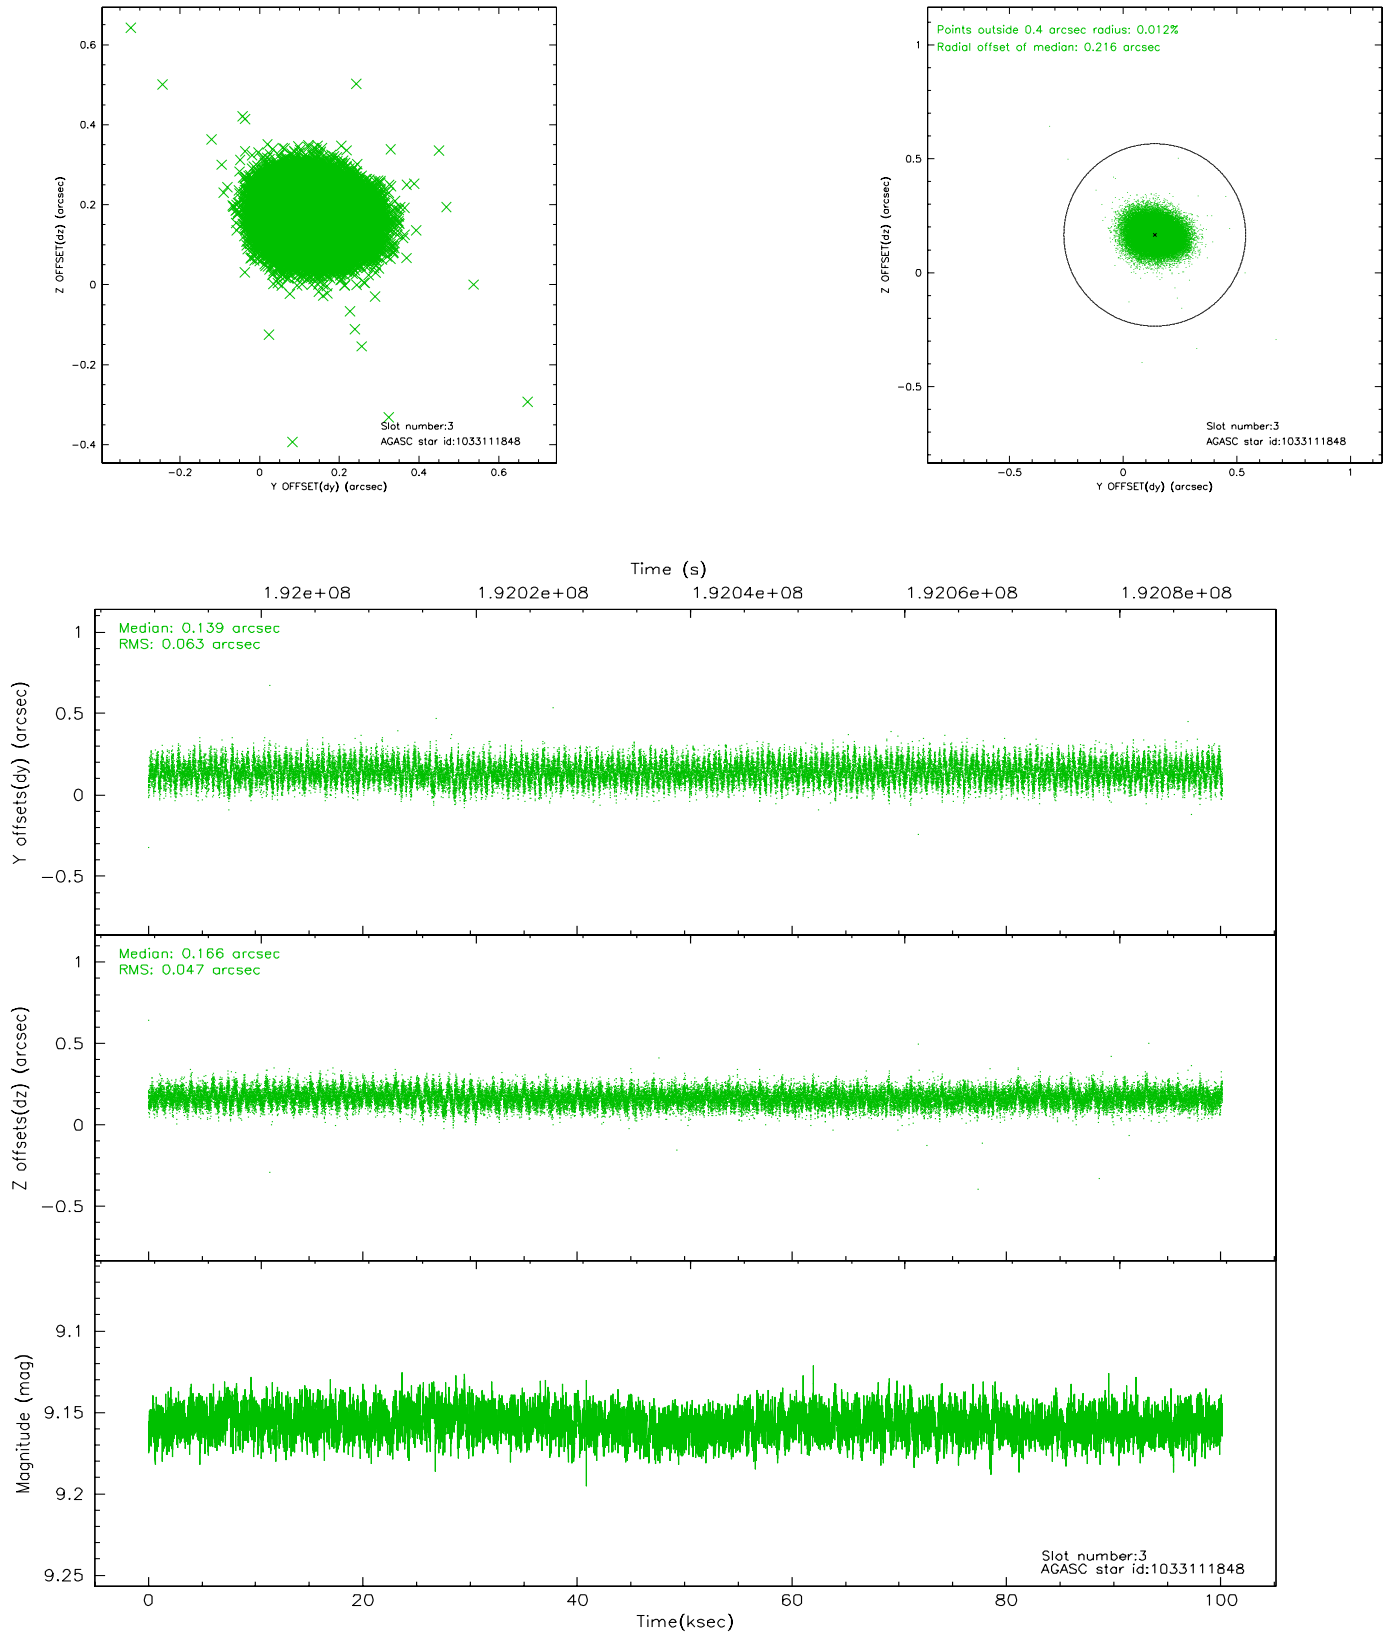 0.6
0.4
0.2
0
−0.2
−0.4
Z OFFSET(dz) (arcsec)
Slot number:3
AGASC star id:1033111848
−0.2
0
0.2
0.4
0.6
Y OFFSET(dy) (arcsec)
Points outside 0.4 arcsec radius: 0.012%
Radial offset of median: 0.216 arcsec
1
0.5
0
−0.5
Z OFFSET(dz) (arcsec)
Slot number:3
AGASC star id:1033111848
−0.5
0
0.5
1
Y OFFSET(dy) (arcsec)
Time (s)
1.92e+08
1.9202e+08
1.9204e+08
1.9206e+08
1.9208e+08
Median: 0.139 arcsec
RMS: 0.063 arcsec
1
0.5
0
−0.5
Y offsets(dy) (arcsec)
Median: 0.166 arcsec
RMS: 0.047 arcsec
1
0.5
0
−0.5
Z offsets(dz) (arcsec)
9.1
9.15
9.2
9.25
Magnitude (mag)
Slot number:3
AGASC star id:1033111848
0
20
40
60
80
100
Time(ksec)